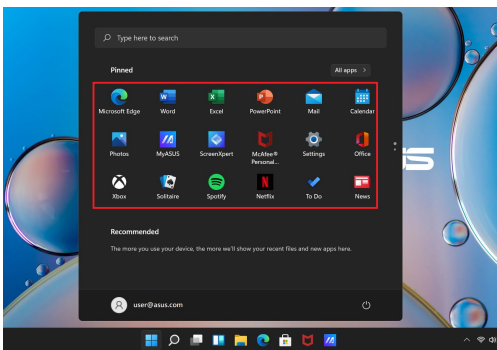 Type here to search
Pinned
All apps >
Microsoft Edge Word Excel PowerPoint Mail Calendar
Photos MyASUS ScreenXpert McAfee® Settings Office
Personal...
Xbox Solitaire Spotify Netflix To Do News
Recommended
The more you use your device, the more we'll show your recent files and new apps here.
user@asus.com